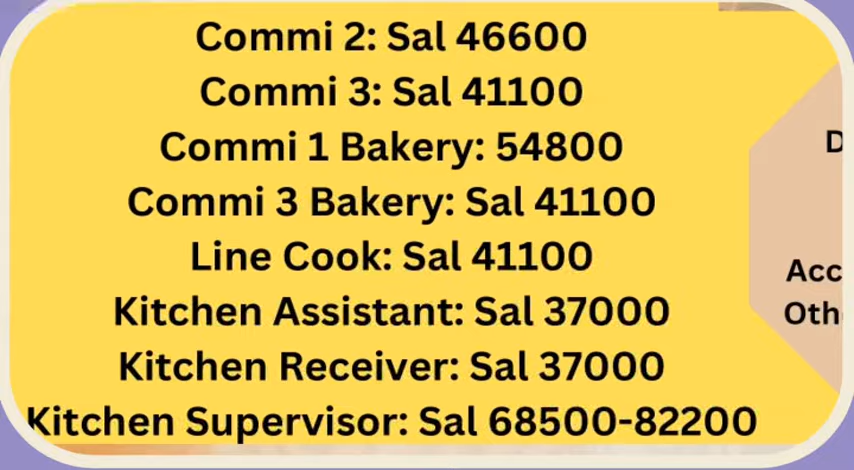 Commi 2: Sal 46600
Commi 3: Sal 41100
Commi 1 Bakery: 54800
Commi 3 Bakery: Sal 41100
Line Cook: Sal 41100
Kitchen Assistant: Sal 37000
Kitchen Receiver: Sal 37000
Kitchen Supervisor: Sal 68500-82200